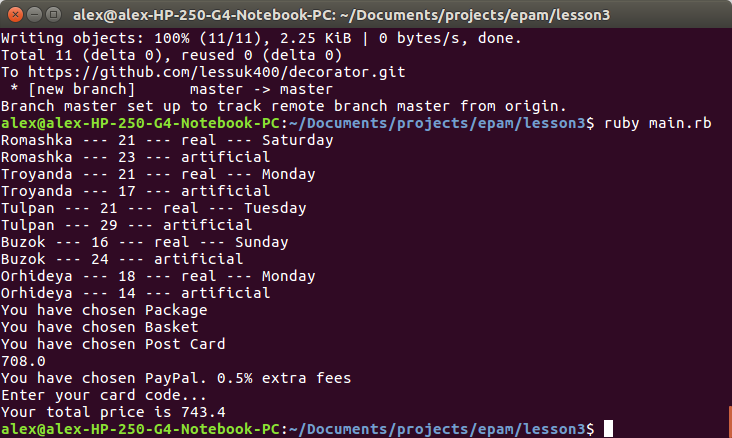 alex@alex-HP-250-G4-Notebook-PC: ~/Documents/projects/epam/lesson3
Writing objects: 100% (11/11), 2.25 KiB | 0 bytes/s, done.
Total 11 (delta 0), reused 0 (delta 0)
To https://github.com/lessuk400/decorator.git
 * [new branch]      master -> master
Branch master set up to track remote branch master from origin.
alex@alex-HP-250-G4-Notebook-PC:~/Documents/projects/epam/lesson3$ ruby main.rb
Romashka --- 21 --- real --- Saturday
Romashka --- 23 --- artificial
Troyanda --- 21 --- real --- Monday
Troyanda --- 17 --- artificial
Tulpan --- 21 --- real --- Tuesday
Tulpan --- 29 --- artificial
Buzok --- 16 --- real --- Sunday
Buzok --- 24 --- artificial
Orhideya --- 18 --- real --- Monday
Orhideya --- 14 --- artificial
You have chosen Package
You have chosen Basket
You have chosen Post Card
708.0
You have chosen PayPal. 0.5% extra fees
Enter your card code...
Your total price is 743.4
alex@alex-HP-250-G4-Notebook-PC:~/Documents/projects/epam/lesson3$